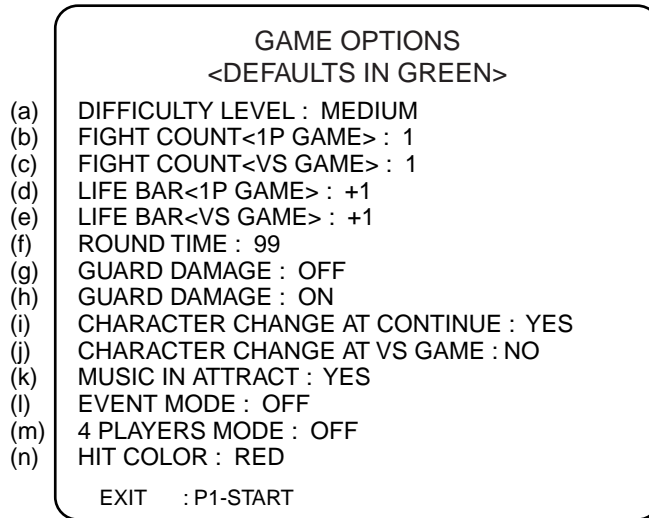 GAME OPTIONS
<DEFAULTS IN GREEN>
(a) DIFFICULTY LEVEL : MEDIUM
(b) FIGHT COUNT<1P GAME> : 1
(c) FIGHT COUNT<VS GAME> : 1
(d) LIFE BAR<1P GAME> : +1
(e) LIFE BAR<VS GAME> : +1
(f) ROUND TIME : 99
(g) GUARD DAMAGE : OFF
(h) GUARD DAMAGE : ON
(i) CHARACTER CHANGE AT CONTINUE : YES
(j) CHARACTER CHANGE AT VS GAME : NO
(k) MUSIC IN ATTRACT : YES
(l) EVENT MODE : OFF
(m) 4 PLAYERS MODE : OFF
(n) HIT COLOR : RED
EXIT : P1-START